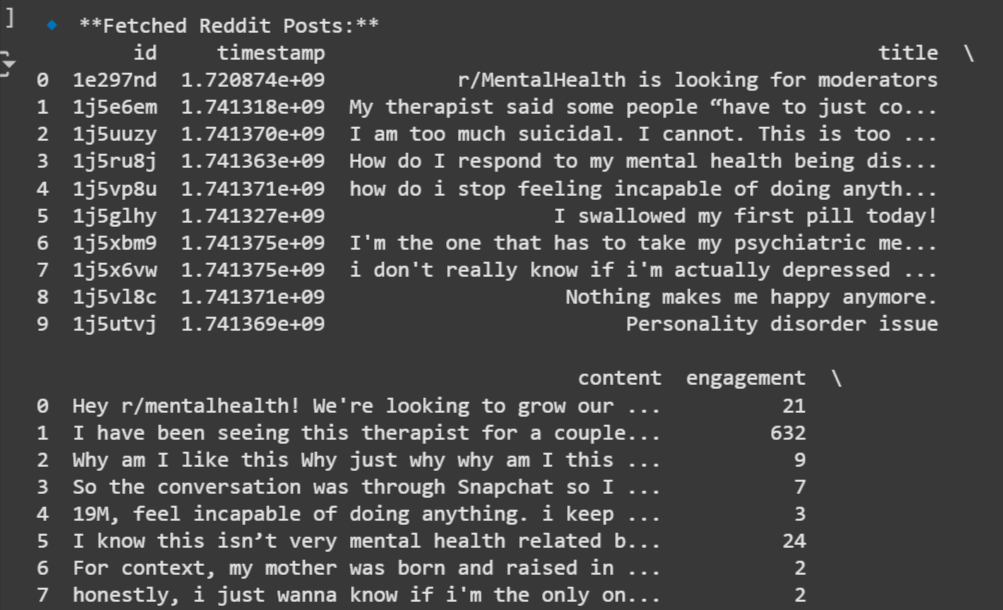 ]
🔹 **Fetched Reddit Posts:**
id timestamp title \
0 1e297nd 1.720874e+09 r/MentalHealth is looking for moderators
1 1j5e6em 1.741318e+09 My therapist said some people “have to just co...
2 1j5uuzy 1.741370e+09 I am too much suicidal. I cannot. This is too ...
3 1j5ru8j 1.741363e+09 How do I respond to my mental health being dis...
4 1j5vp8u 1.741371e+09 how do i stop feeling incapable of doing anyth...
5 1j5glhy 1.741327e+09 I swallowed my first pill today!
6 1j5xbm9 1.741375e+09 I'm the one that has to take my psychiatric me...
7 1j5x6vw 1.741375e+09 i don't really know if i'm actually depressed ...
8 1j5vl8c 1.741371e+09 Nothing makes me happy anymore.
9 1j5utvj 1.741369e+09 Personality disorder issue
content engagement \
0 Hey r/mentalhealth! We're looking to grow our ... 21
1 I have been seeing this therapist for a couple... 632
2 Why am I like this Why just why why am I this ... 9
3 So the conversation was through Snapchat so I ... 7
4 19M, feel incapable of doing anything. i keep ... 3
5 I know this isn’t very mental health related b... 24
6 For context, my mother was born and raised in ... 2
7 honestly, i just wanna know if i'm the only on... 2